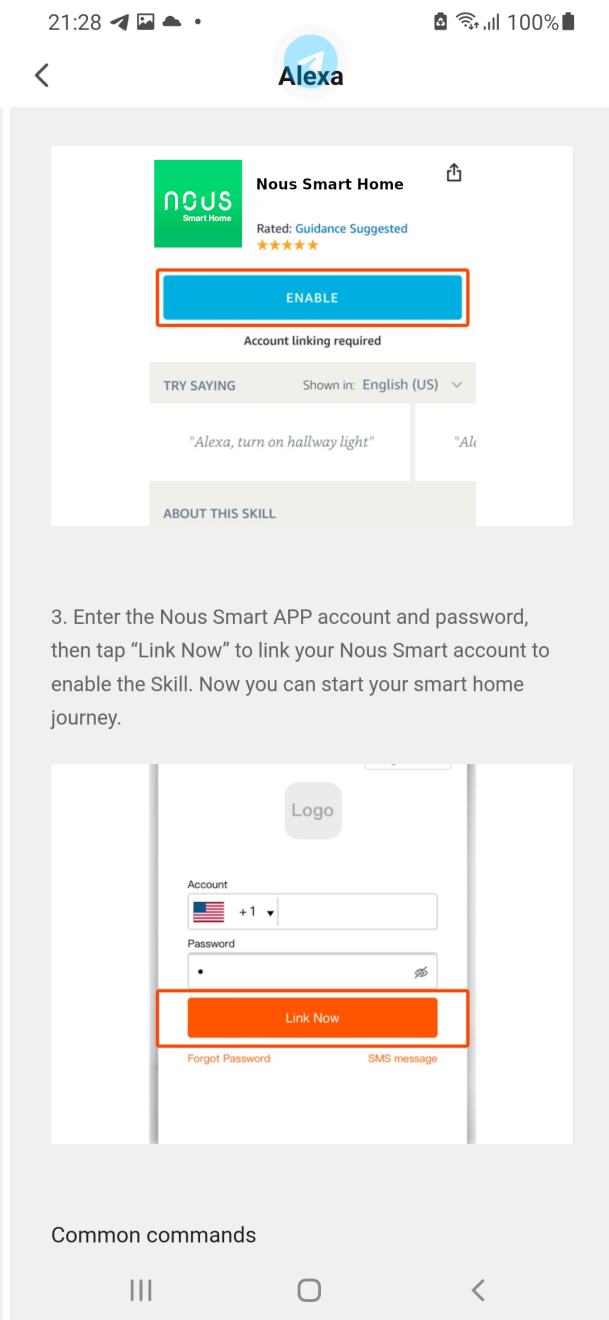 21:28
100%
Alexa
nous
Smart Home
Nous Smart Home
Rated: Guidance Suggested
ENABLE
Account linking required
TRY SAYING
Shown in: English (US)
"Alexa, turn on hallway light"
"Al
ABOUT THIS SKILL
3. Enter the Nous Smart APP account and password,
then tap “Link Now” to link your Nous Smart account to
enable the Skill. Now you can start your smart home
journey.
Logo
Account
+1
Password
Link Now
Forgot Password
SMS message
Common commands